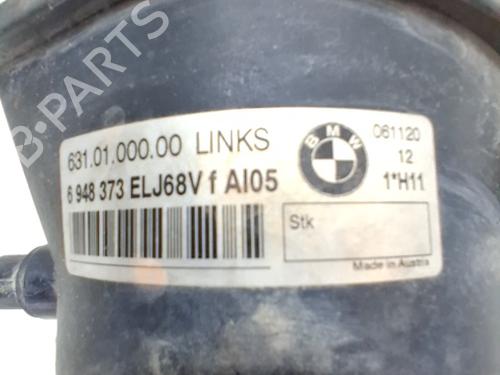 B-PARTS
631.01.000.00 LINKS
6 948 373 ELJ68V f AI05
BMW
061120
12
1*H11
Stk
Made in Austria